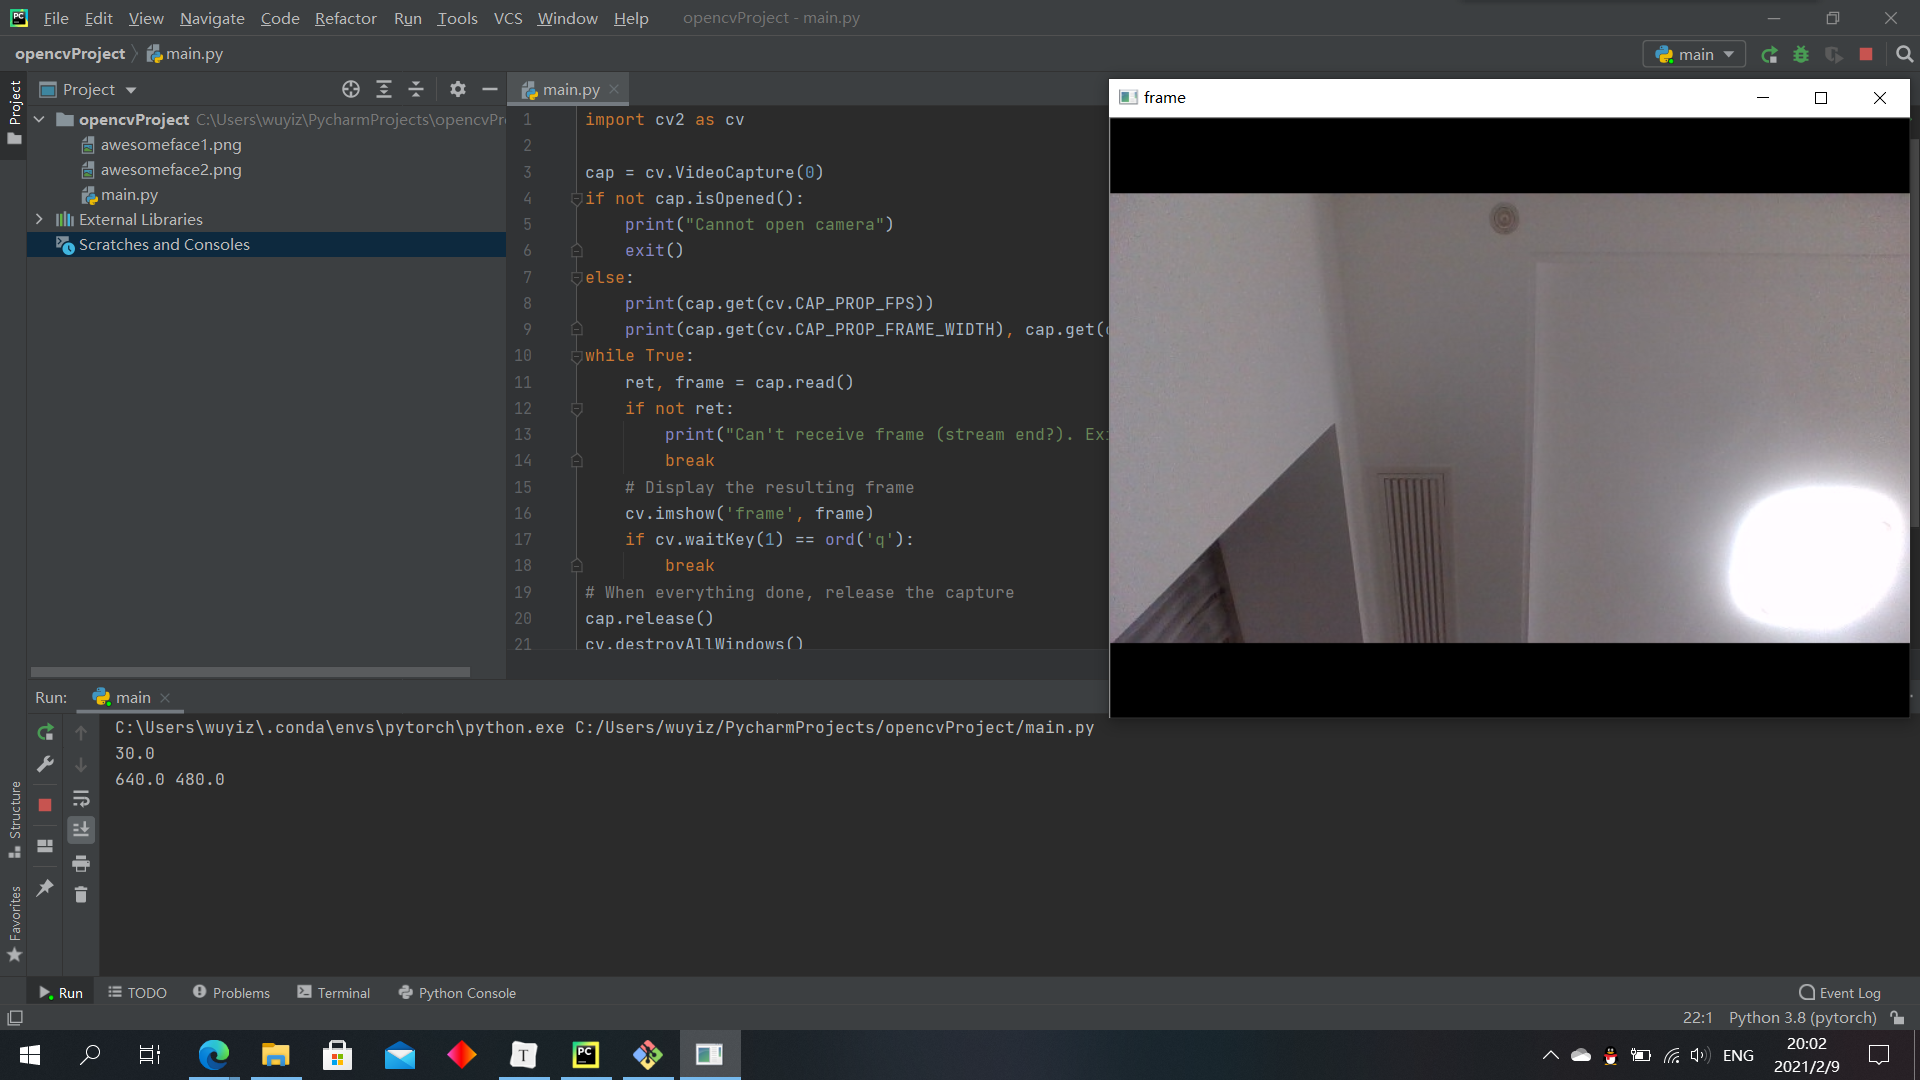 File Edit View Navigate Code Refactor Run Tools VCS Window Help opencvProject - main.py
opencvProject main.py
main
Project
Project
main.py
frame
opencvProject C:\Users\wuyiz\PycharmProjects\opencvPr
awesomeface1.png
awesomeface2.png
main.py
External Libraries
Scratches and Consoles
1 import cv2 as cv
2
3 cap = cv.VideoCapture(0)
4 if not cap.isOpened():
5 print("Cannot open camera")
6 exit()
7 else:
8 print(cap.get(cv.CAP_PROP_FPS))
9 print(cap.get(cv.CAP_PROP_FRAME_WIDTH), cap.get(
10 while True:
11 ret, frame = cap.read()
12 if not ret:
13 print("Can't receive frame (stream end?). Exi
14 break
15 # Display the resulting frame
16 cv.imshow('frame', frame)
17 if cv.waitKey(1) == ord('q'):
18 break
19 # When everything done, release the capture
20 cap.release()
21 cv.destroyAllWindows()
Run: main
C:\Users\wuyiz\.conda\envs\pytorch\python.exe C:/Users/wuyiz/PycharmProjects/opencvProject/main.py
30.0
640.0 480.0
Structure
Favorites
Run TODO Problems Terminal Python Console Event Log
22:1 Python 3.8 (pytorch)
ENG
20:02
2021/2/9